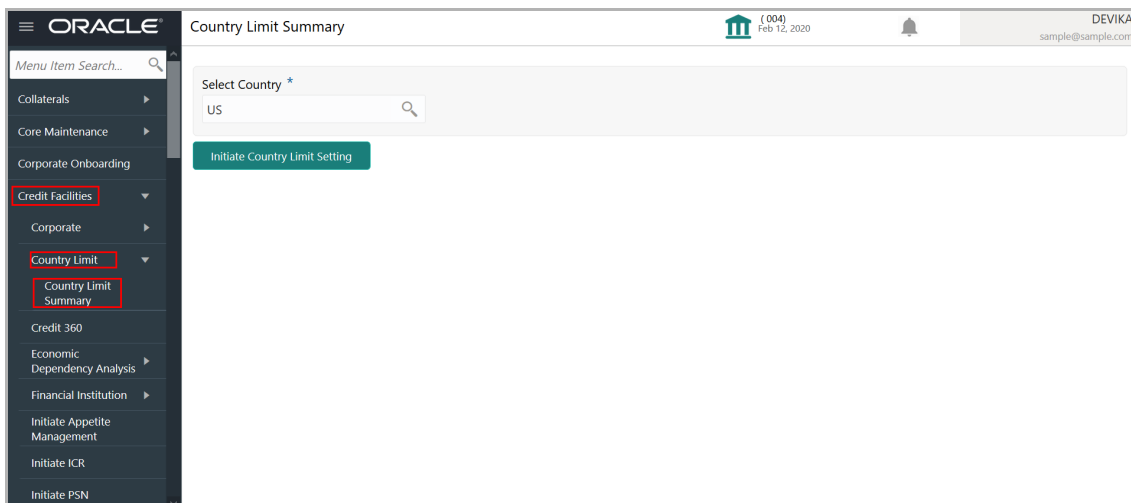 ORACLE®
Country Limit Summary
( 004)
Feb 12, 2020
DEVIKA
sample@sample.com
Menu Item Search...
Collaterals
Core Maintenance
Corporate Onboarding
Credit Facilities
Corporate
Country Limit
Country Limit
Summary
Credit 360
Economic
Dependency Analysis
Financial Institution
Initiate Appetite
Management
Initiate ICR
Initiate PSN
Select Country *
US
Initiate Country Limit Setting